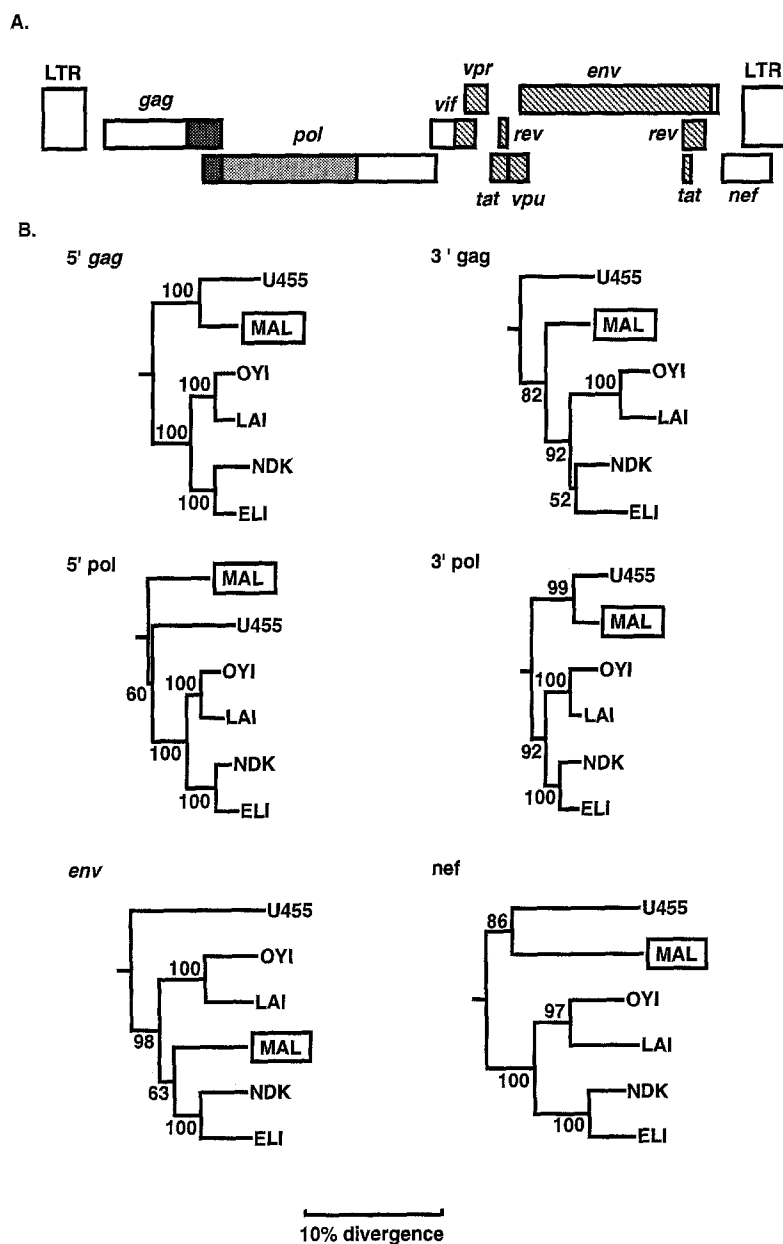 A.
LTR
gag
pol
vif
vpr
rev
tat
vpu
env
rev
tat
LTR
nef
B.
5' gag
100
U455
MAL
100
OYI
LAI
100
NDK
100
ELI
3 ' gag
U455
MAL
82
100
OYI
LAI
92
NDK
52
ELI
5' pol
MAL
U455
60
100
OYI
LAI
100
NDK
100
ELI
3' pol
99
U455
MAL
100
OYI
LAI
92
NDK
100
ELI
env
U455
100
OYI
LAI
98
MAL
63
NDK
100
ELI
nef
86
U455
MAL
97
OYI
LAI
100
NDK
100
ELI
10% divergence